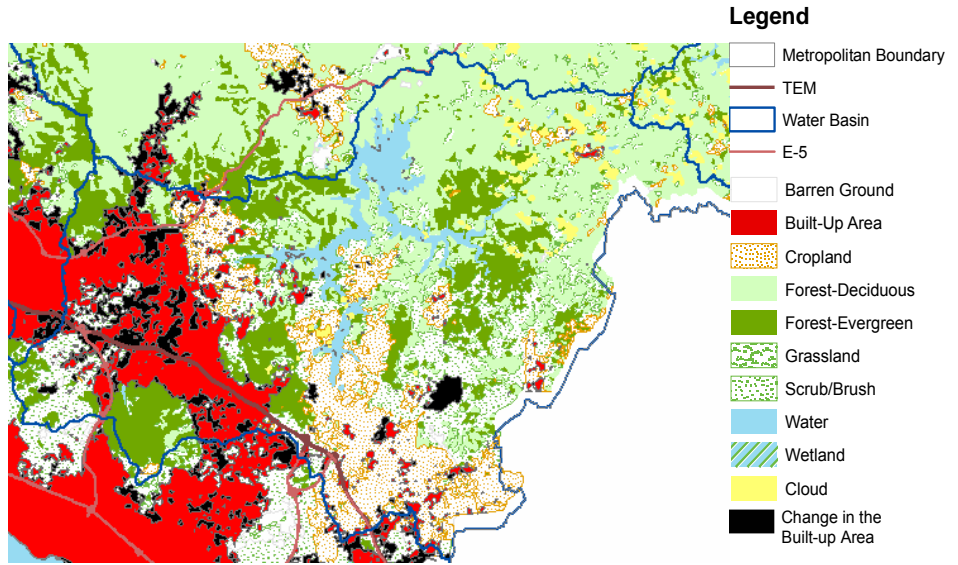 Legend
Metropolitan Boundary
TEM
Water Basin
E-5
Barren Ground
Built-Up Area
Cropland
Forest-Deciduous
Forest-Evergreen
Grassland
Scrub/Brush
Water
Wetland
Cloud
Change in the
Built-up Area